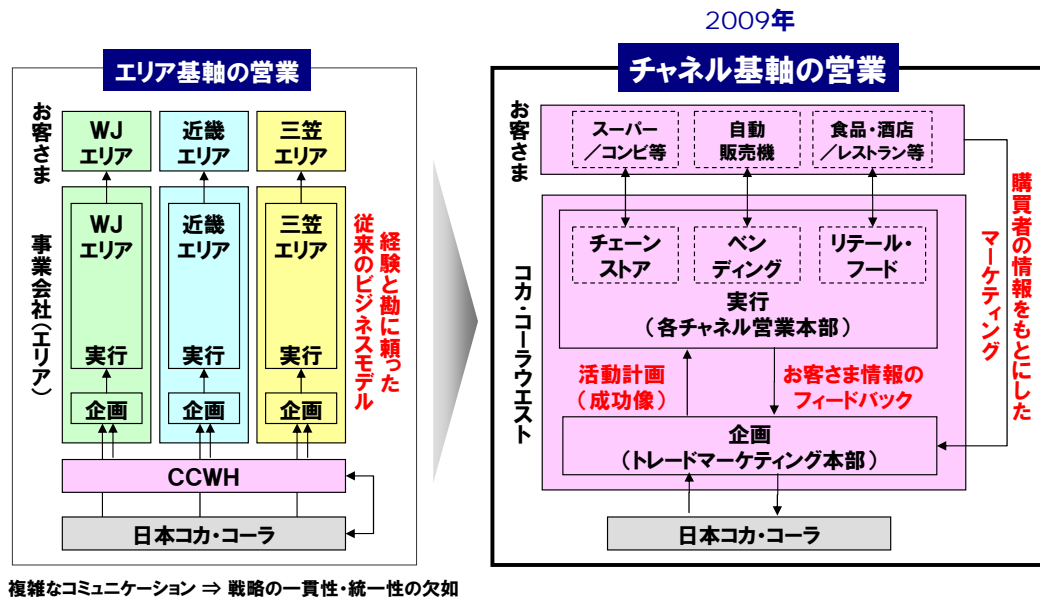 2009年
エリア基軸の営業
お客さま
WJ
エリア
近畿
エリア
三笠
エリア
事業会社(エリア)
WJ
エリア
実行
企画
近畿
エリア
実行
企画
三笠
エリア
実行
企画
経験と勘に頼った
従来のビジネスモデル
CCWH
日本コカ・コーラ
複雑なコミュニケーション ⇒ 戦略の一貫性・統一性の欠如
チャネル基軸の営業
お客さま
スーパー
/コンビ等
自動
販売機
食品・酒店
/レストラン等
コカ・コーラウエスト
チェーン
ストア
ベン
ディング
リテール・
フード
実行
(各チャネル営業本部)
活動計画
(成功像)
お客さま情報の
フィードバック
企画
(トレードマーケティング本部)
日本コカ・コーラ
購買者の情報をもとにした
マーケティング